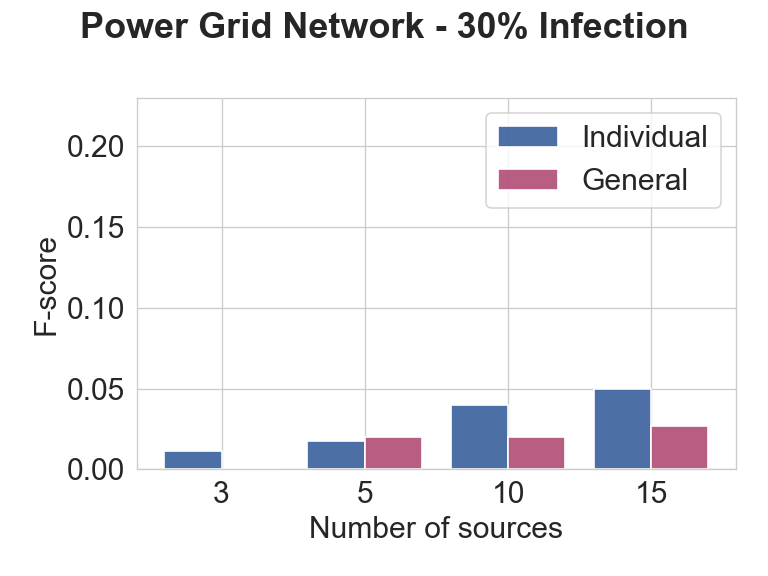 Power Grid Network - 30% Infection
Individual
General
F-score
0.20
0.15
0.10
0.05
0.00
3 5 10 15
Number of sources